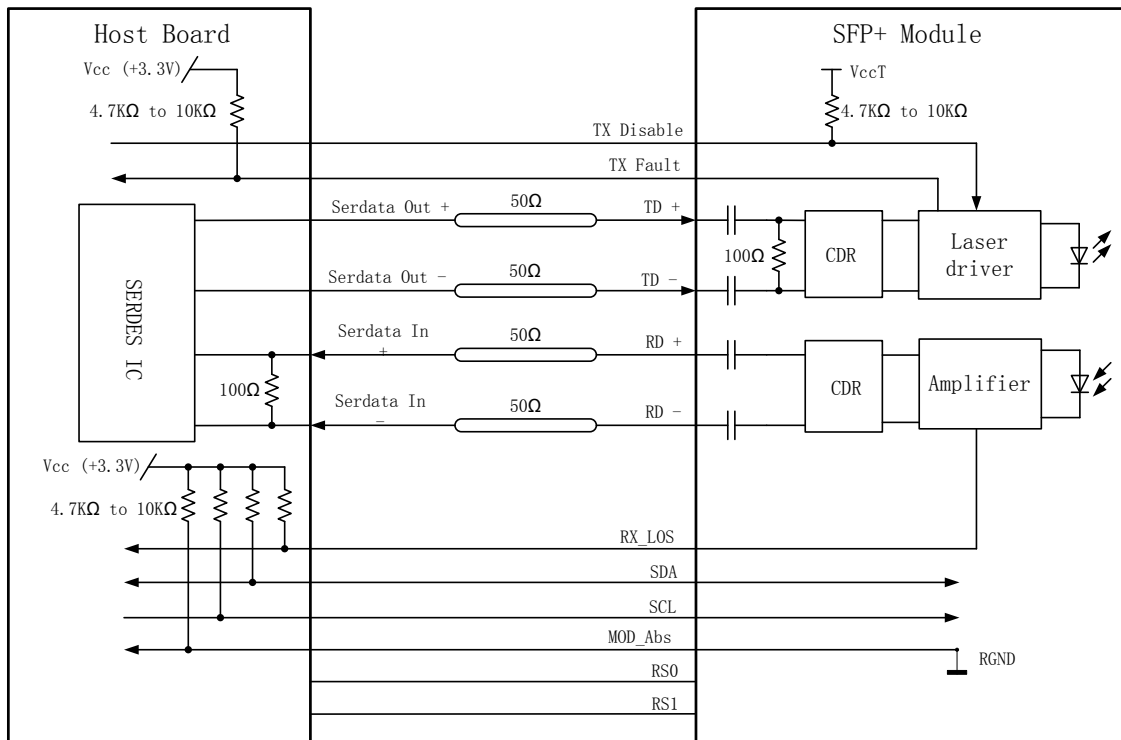 Host Board
SFP+ Module
Vcc (+3.3V)
VccT
4.7KΩ to 10KΩ
4.7KΩ to 10KΩ
TX Disable
TX Fault
Serdata Out +
50Ω
TD +
100Ω
CDR
Laser
driver
Serdata Out -
50Ω
TD -
SERDES IC
Serdata In
+
50Ω
RD +
100Ω
CDR
Amplifier
Serdata In
-
50Ω
RD -
Vcc (+3.3V)
4.7KΩ to 10KΩ
RX_LOS
SDA
SCL
MOD_Abs
RGND
RS0
RS1